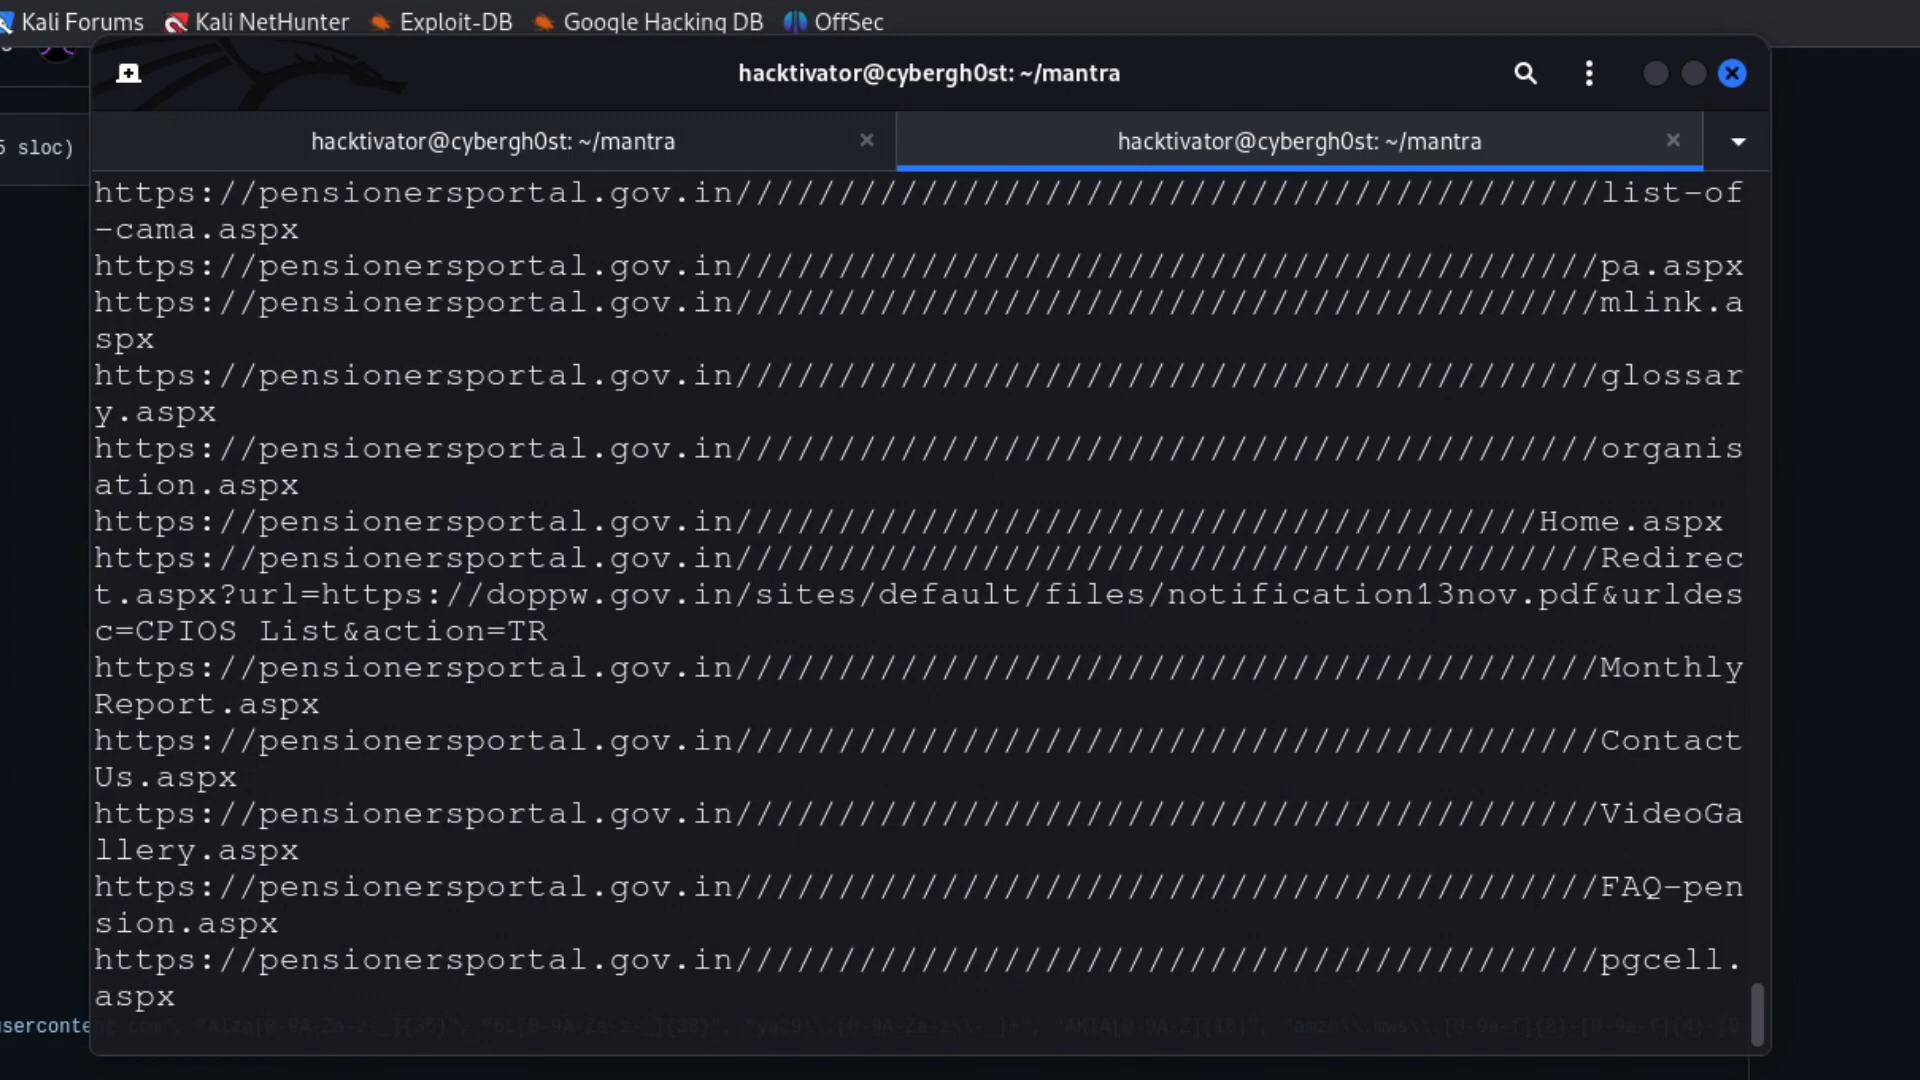 Kali Forums Kali NetHunter Exploit-DB Google Hacking DB OffSec
hacktivator@cybergh0st: ~/mantra
hacktivator@cybergh0st: ~/mantra hacktivator@cybergh0st: ~/mantra
5 sloc)
https://pensionersportal.gov.in//////////////////////////////////////////list-of
-cama.aspx
https://pensionersportal.gov.in//////////////////////////////////////////pa.aspx
https://pensionersportal.gov.in//////////////////////////////////////////mlink.a
spx
https://pensionersportal.gov.in//////////////////////////////////////////glossar
y.aspx
https://pensionersportal.gov.in//////////////////////////////////////////organis
ation.aspx
https://pensionersportal.gov.in///////////////////////////////////////Home.aspx
https://pensionersportal.gov.in//////////////////////////////////////////Redirec
t.aspx?url=https://doppw.gov.in/sites/default/files/notification13nov.pdf&urldes
c=CPIOS List&action=TR
https://pensionersportal.gov.in//////////////////////////////////////////Monthly
Report.aspx
https://pensionersportal.gov.in//////////////////////////////////////////Contact
Us.aspx
https://pensionersportal.gov.in//////////////////////////////////////////VideoGa
llery.aspx
https://pensionersportal.gov.in//////////////////////////////////////////FAQ-pen
sion.aspx
https://pensionersportal.gov.in//////////////////////////////////////////pgcell.
aspx